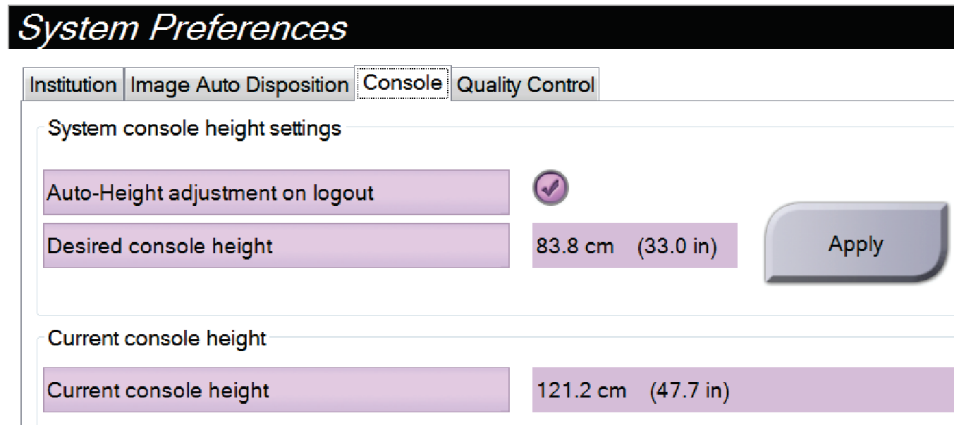 System Preferences
Institution Image Auto Disposition Console Quality Control
System console height settings
Auto-Height adjustment on logout
Desired console height 83.8 cm (33.0 in) Apply
Current console height
Current console height 121.2 cm (47.7 in)